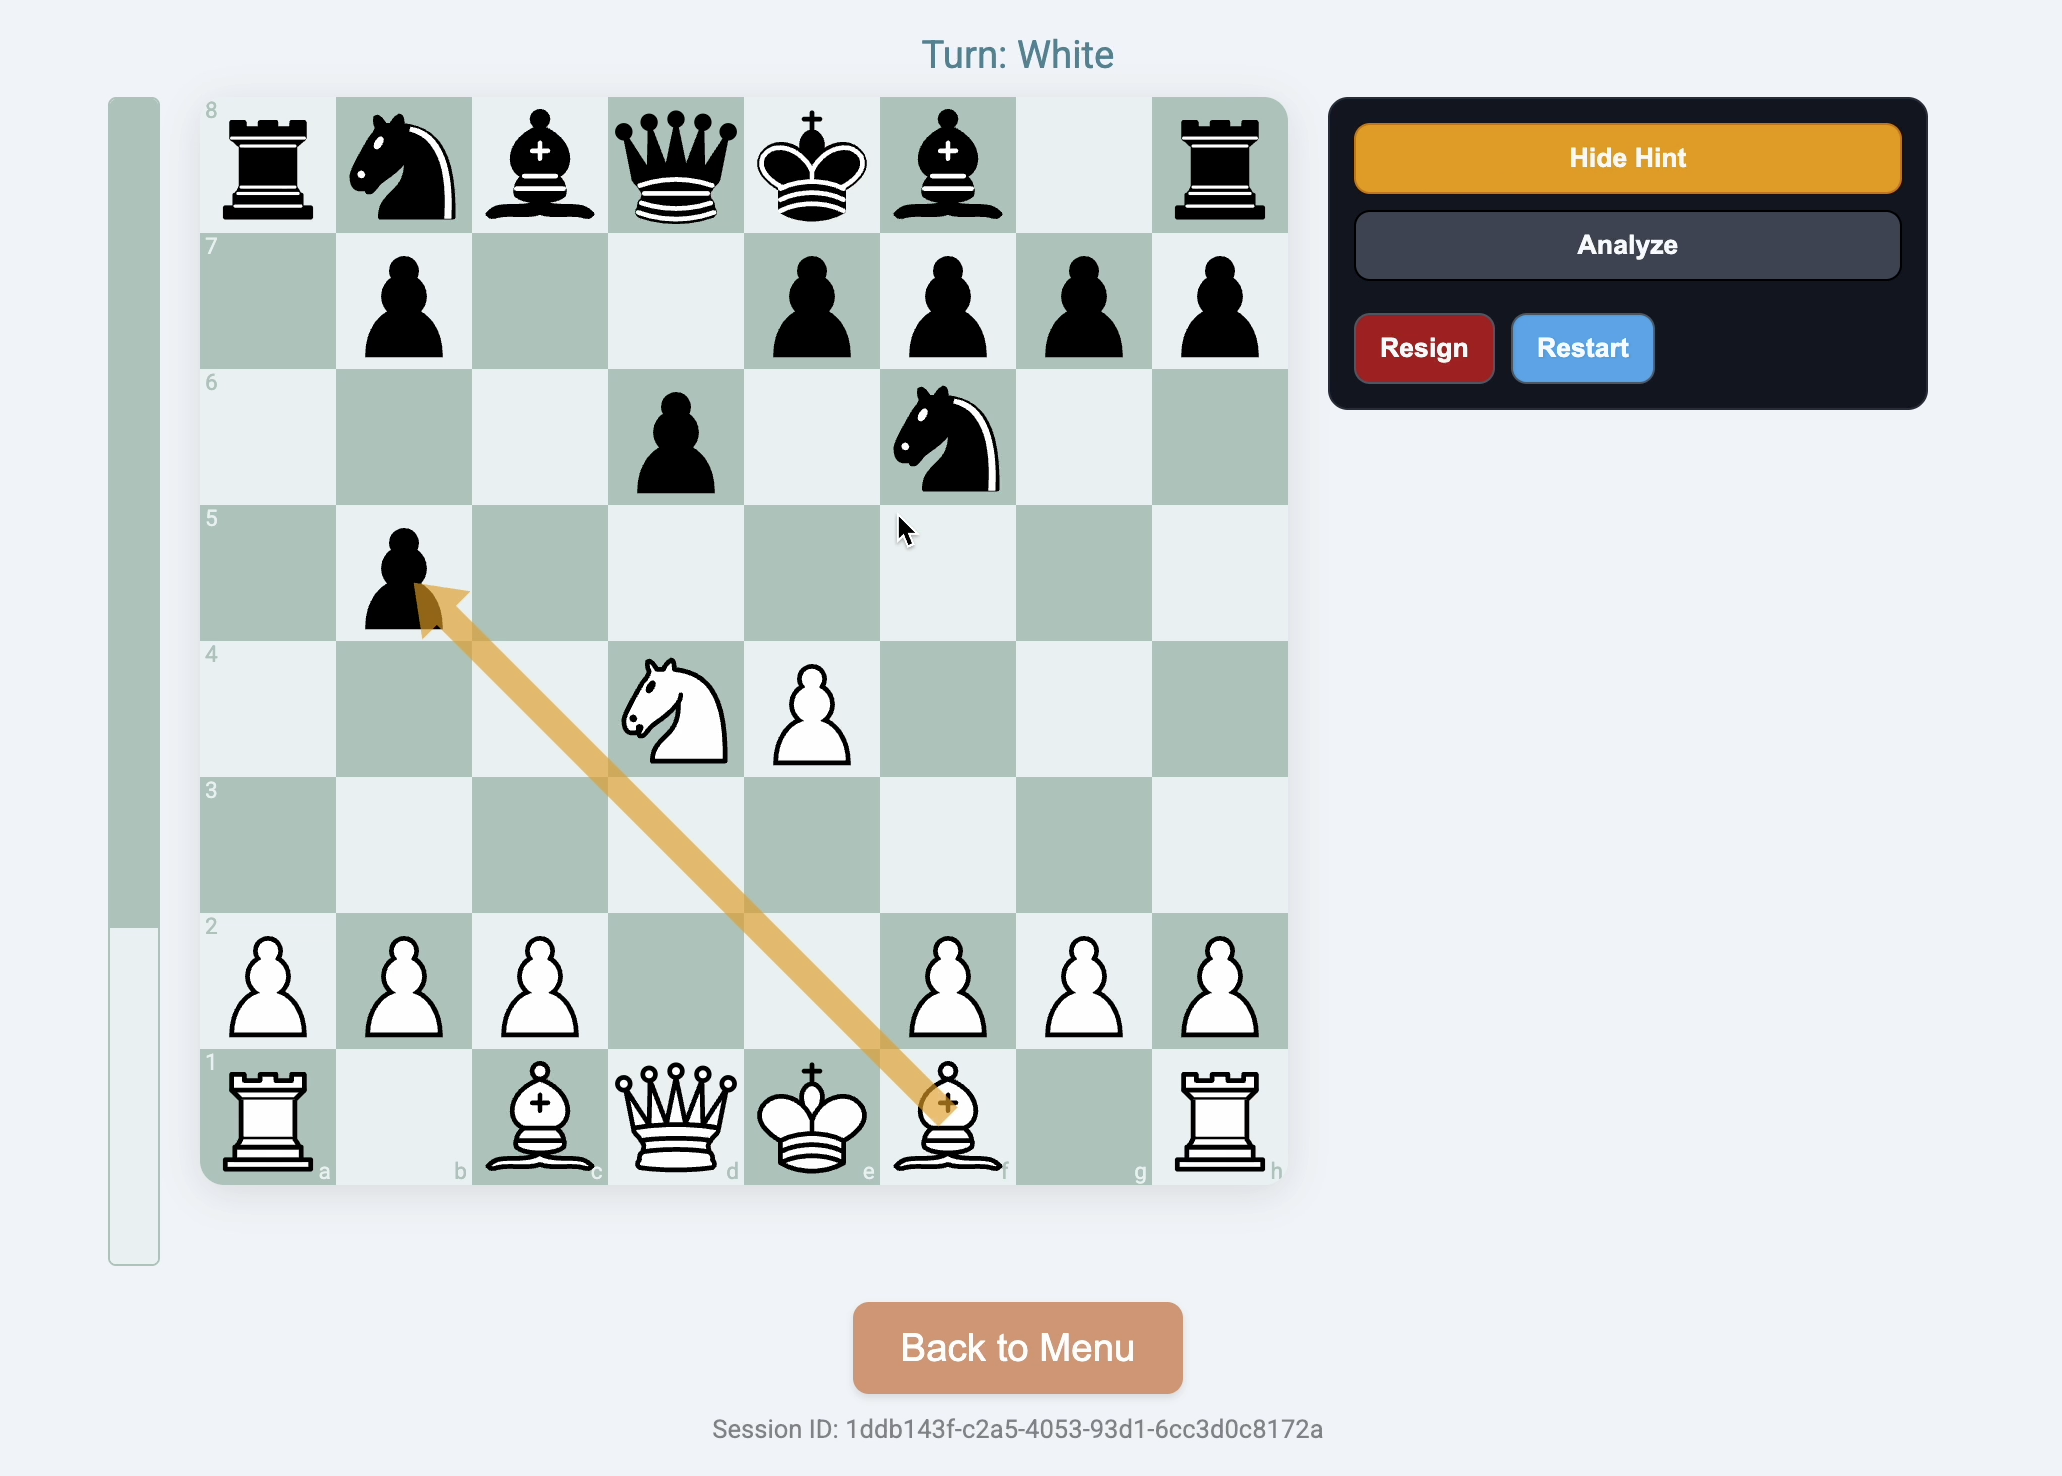 Turn: White
8
7
6
5
4
3
2
1
a b c d e f g h
Hide Hint
Analyze
Resign Restart
Back to Menu
Session ID: 1ddb143f-c2a5-4053-93d1-6cc3d0c8172a